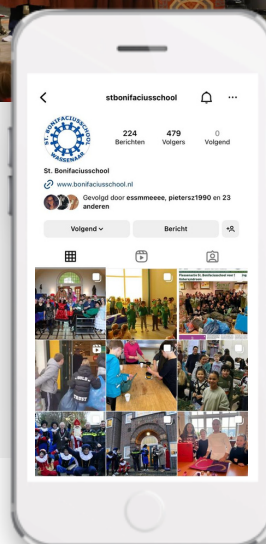 stbonifaciusschool
ST. BONIFACIUSSCHOOL
WASSENAAR
224
479
0
Berichten
Volgers
Volgend
St. Bonifaciusschool
www.bonifaciusschool.nl
Gevolgd door essmmeeee, pietersz1990 en 23
anderen
Volgend
Bericht